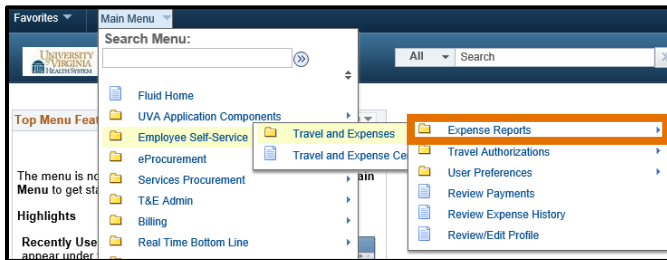 Favorites
Main Menu
Search Menu:
UNIVERSITY
VIRGINIA
HEALTH SYSTEM
All
Search
Fluid Home
Top Menu Feat
UVA Application Components
Employee Self-Service
Travel and Expenses
Expense Reports
eProcurement
Travel and Expense Ce
Travel Authorizations
The menu is no
ain
Services Procurement
User Preferences
Menu to get sta
T&E Admin
Review Payments
Highlights
Billing
Review Expense History
Recently Use
Real Time Bottom Line
Review/Edit Profile
appear under